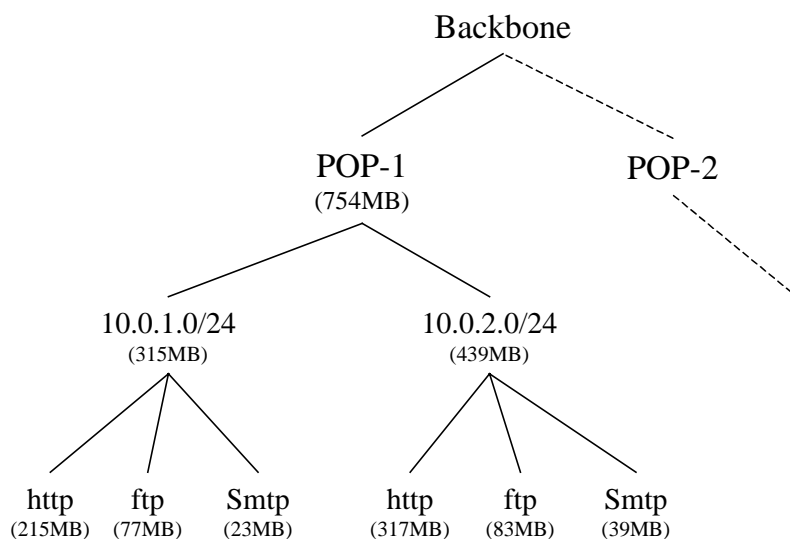 Backbone
POP-1
(754MB)
POP-2
10.0.1.0/24
(315MB)
10.0.2.0/24
(439MB)
http
(215MB)
ftp
(77MB)
Smtp
(23MB)
http
(317MB)
ftp
(83MB)
Smtp
(39MB)